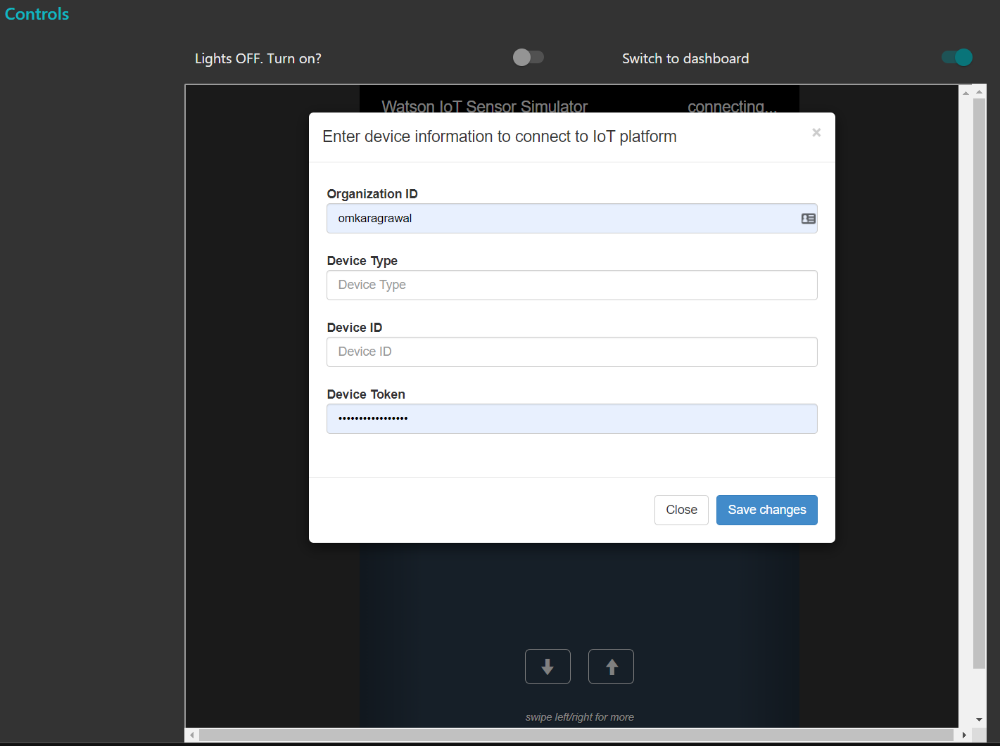 Controls
Lights OFF. Turn on?
Switch to dashboard
Watson IoT Sensor Simulator
connecting...
Enter device information to connect to IoT platform
×
Organization ID
omkaragrawal
Device Type
Device Type
Device ID
Device ID
Device Token
•••••••••••••••••
Close
Save changes
swipe left/right for more